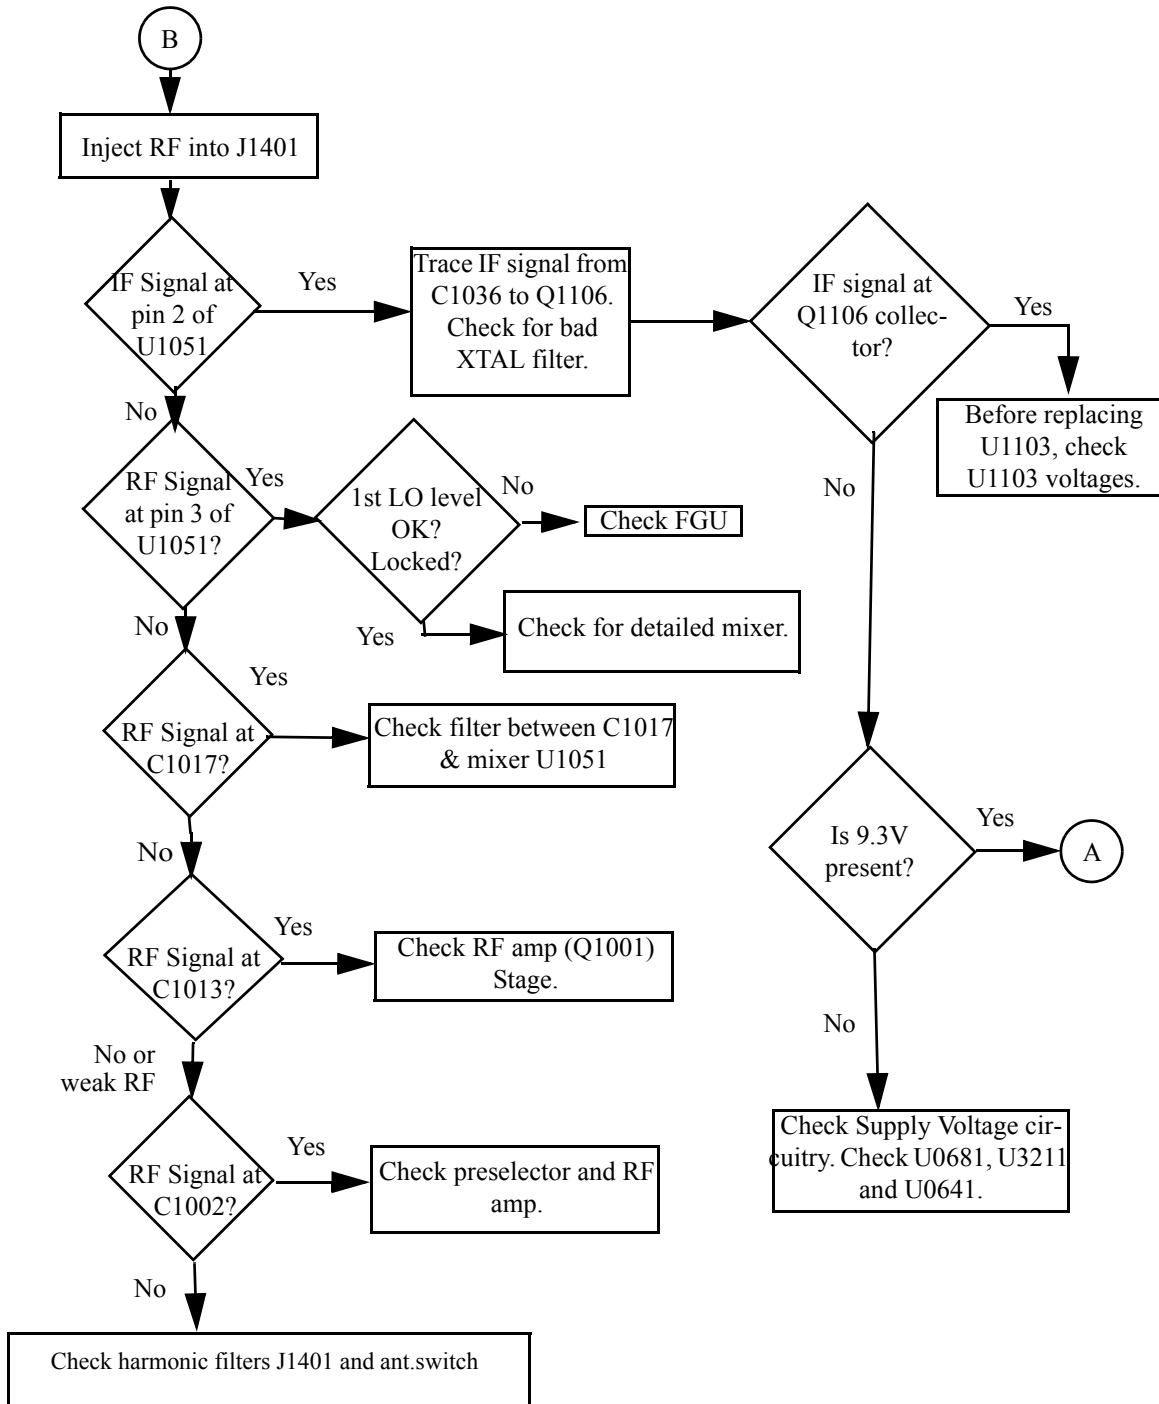 B
Inject RF into J1401
IF Signal at
pin 2 of
U1051
Yes
Trace IF signal from
C1036 to Q1106.
Check for bad
XTAL filter.
IF signal at
Q1106 collec-
tor?
Yes
Before replacing
U1103, check
U1103 voltages.
No
No
RF Signal
at pin 3 of
U1051?
Yes
1st LO level
OK?
Locked?
No
Check FGU
Yes
Check for detailed mixer.
No
RF Signal at
C1017?
Yes
Check filter between C1017
& mixer U1051
Is 9.3V
present?
Yes
A
No
RF Signal at
C1013?
Yes
Check RF amp (Q1001)
Stage.
No
Check Supply Voltage cir-
cuitry. Check U0681, U3211
and U0641.
No or
weak RF
RF Signal at
C1002?
Yes
Check preselector and RF
amp.
No
Check harmonic filters J1401 and ant.switch